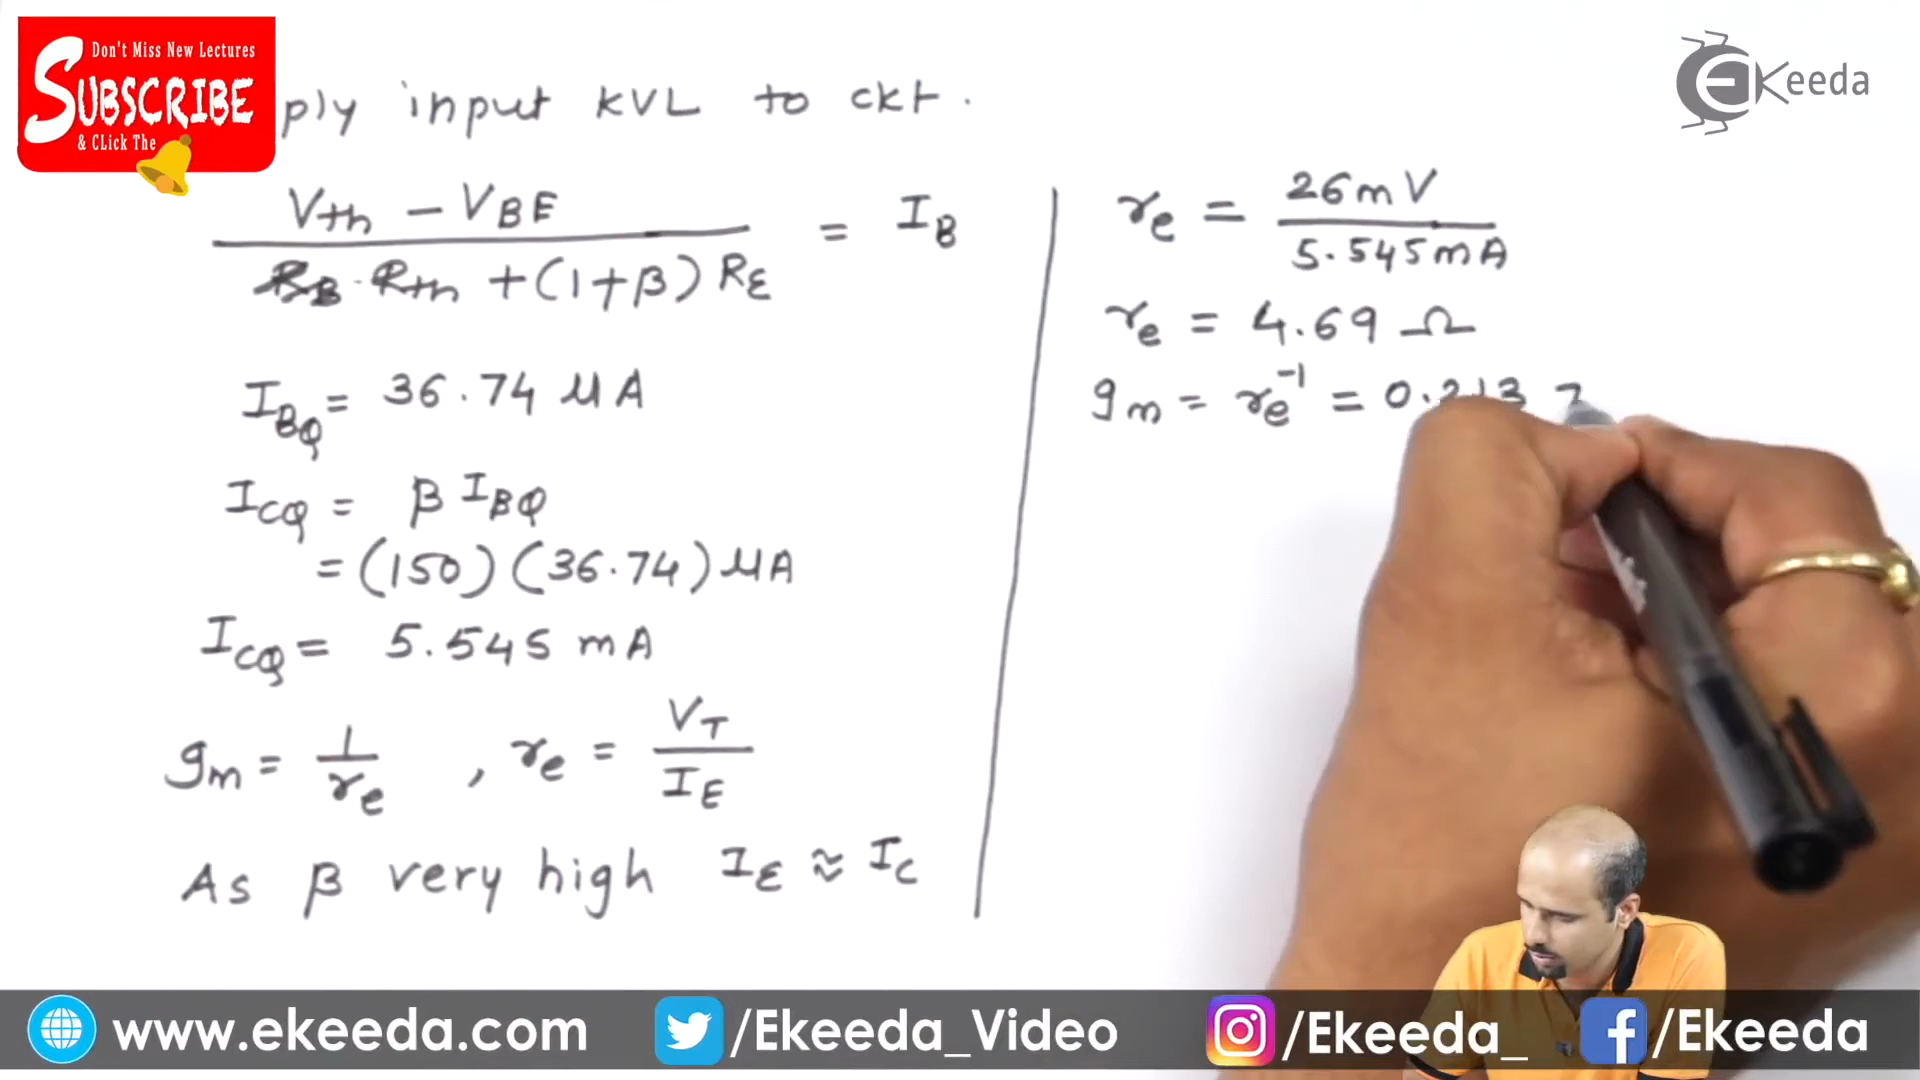 Don't Miss New Lectures
SUBSCRIBE
& CLick The
Ekeeda
ply input KVL to ckt.
Vth - VBE / Rth + (1+β) RE = IB
IBQ = 36.74 μA
ICQ = β IBQ
= (150) (36.74) μA
ICQ = 5.545 mA
gm = 1/re , re = VT/IE
As β very high IE ≈ IC
re = 26mV / 5.545mA
re = 4.69 Ω
gm = re⁻¹ = 0.213
www.ekeeda.com
/Ekeeda_Video
/Ekeeda_
/Ekeeda